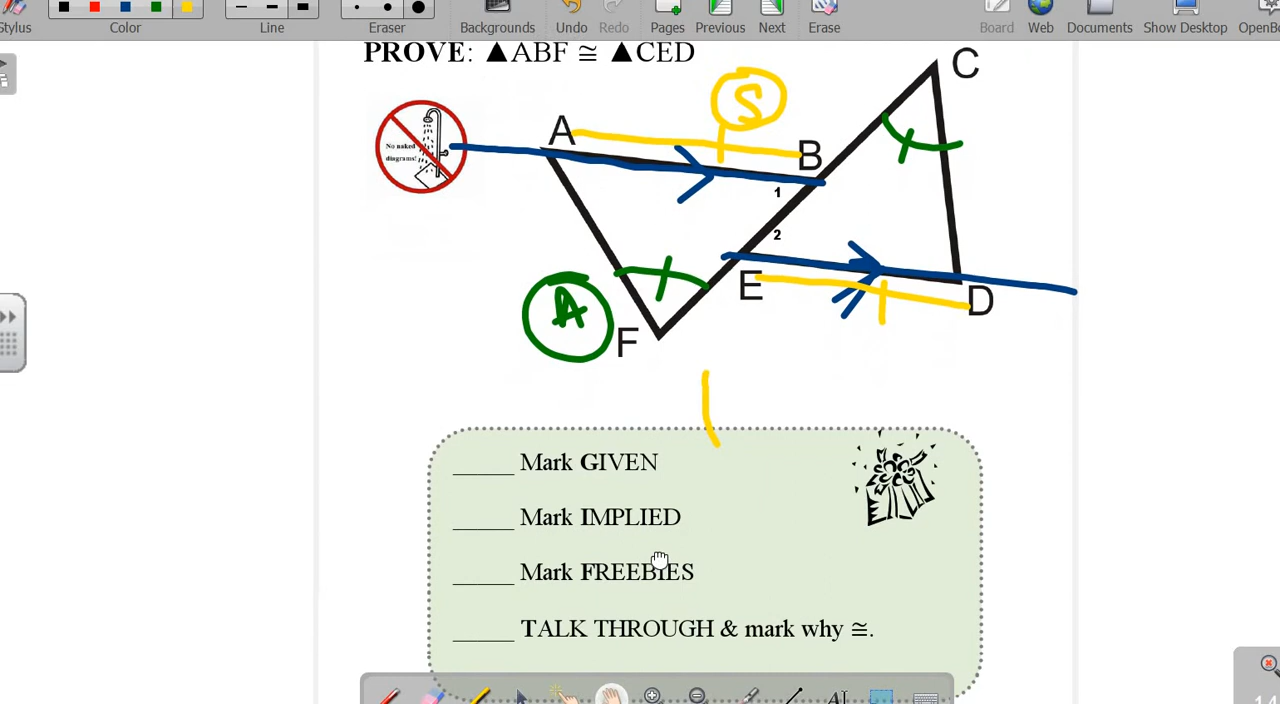 Stylus
Color
Line
Eraser
Backgrounds
Undo
Redo
Pages
Previous
Next
Erase
Board
Web
Documents
Show Desktop
OpenBo
PROVE: ▲ABF ≅ ▲CED
No naked
diagrams!
S
C
A
B
1
2
E
D
A
F
_____ Mark GIVEN
_____ Mark IMPLIED
_____ Mark FREEBIES
_____ TALK THROUGH & mark why ≅.
AI